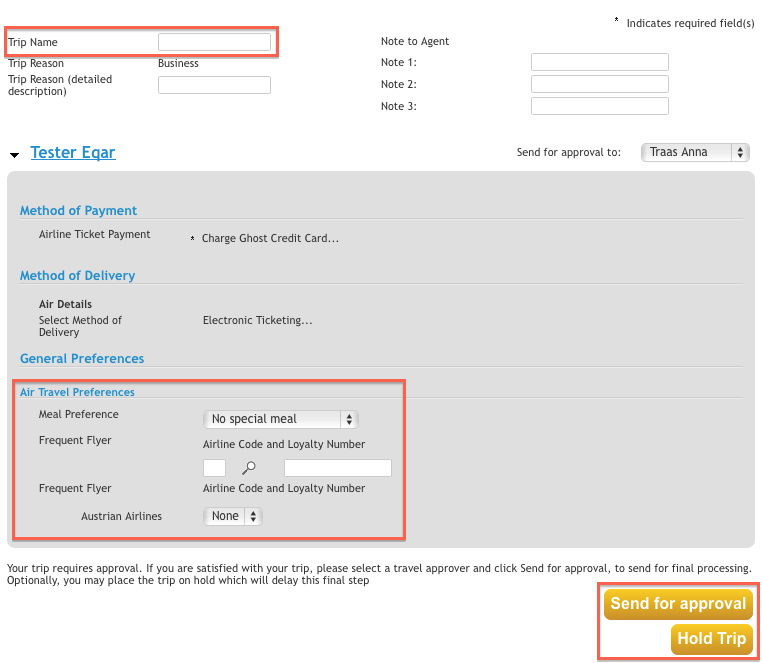 * Indicates required field(s)
Trip Name
Note to Agent
Trip Reason Business
Note 1:
Trip Reason (detailed
description)
Note 2:
Note 3:
Tester Eqar
Send for approval to: Traas Anna
Method of Payment
Airline Ticket Payment * Charge Ghost Credit Card...
Method of Delivery
Air Details
Select Method of
Delivery
Electronic Ticketing...
General Preferences
Air Travel Preferences
Meal Preference No special meal
Frequent Flyer Airline Code and Loyalty Number
Frequent Flyer Airline Code and Loyalty Number
Austrian Airlines None
Your trip requires approval. If you are satisfied with your trip, please select a travel approver and click Send for approval, to send for final processing.
Optionally, you may place the trip on hold which will delay this final step
Send for approval
Hold Trip